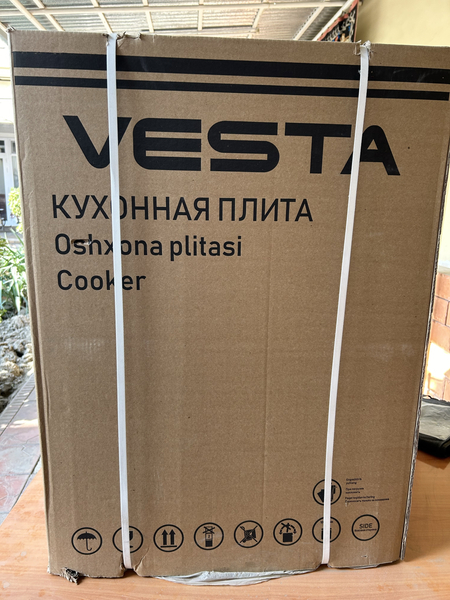 VESTA
КУХОННАЯ ПЛИТА
Oshxona plitasi
Cooker
SIDE